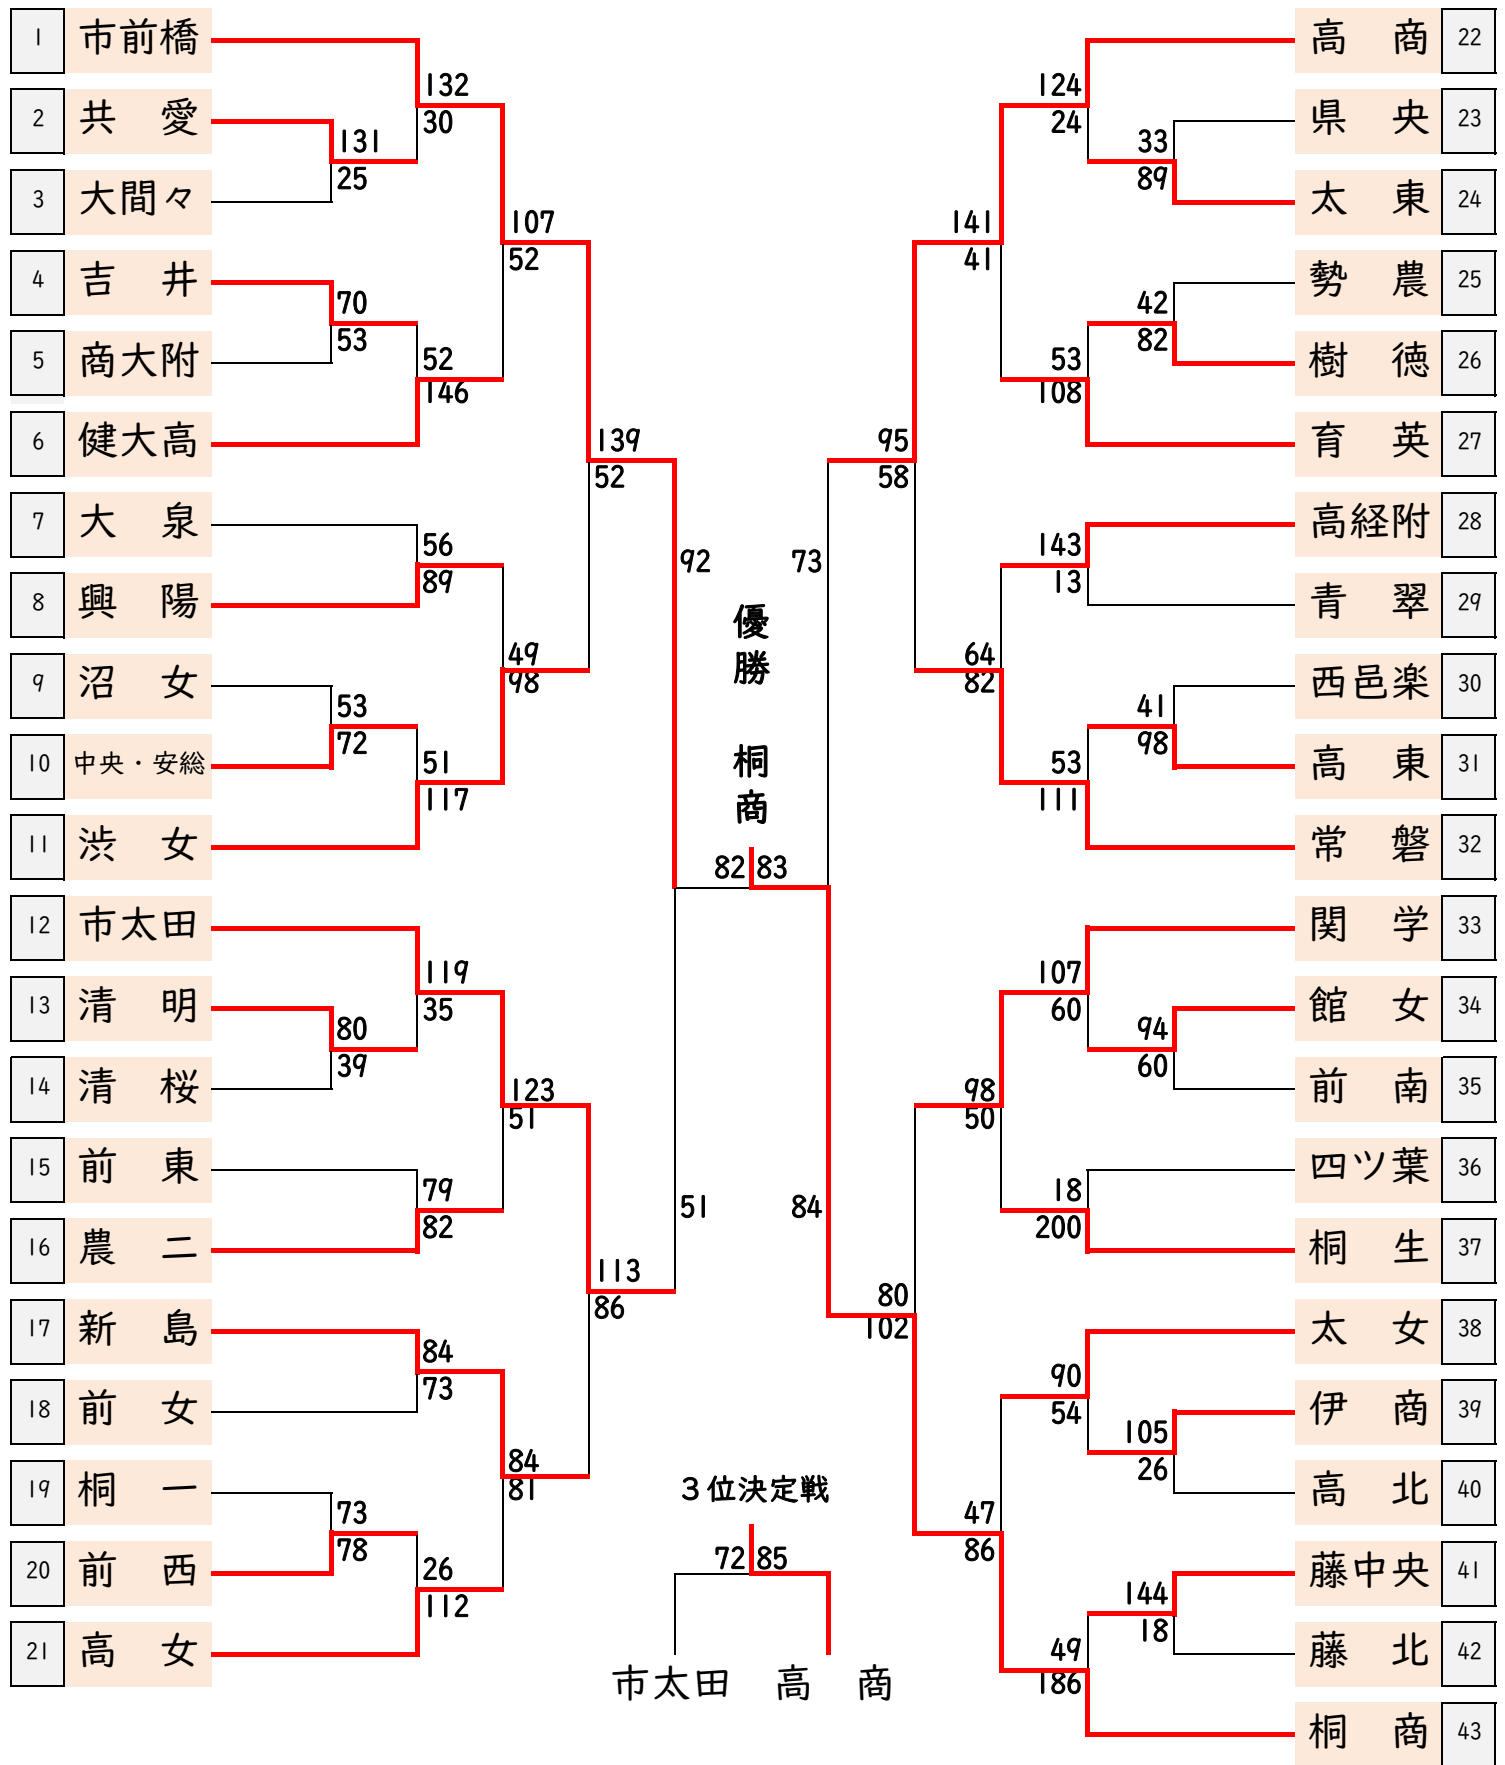 1 市前橋
2 共 愛
3 大間々
4 吉 井
5 商大附
6 健大高
7 大 泉
8 興 陽
9 沼 女
10 中央・安総
11 渋 女
12 市太田
13 清 明
14 清 桜
15 前 東
16 農 二
17 新 島
18 前 女
19 桐 一
20 前 西
21 高 女
131
25
70
53
53
72
80
39
73
78
132
30
52
146
56
89
51
117
119
35
79
82
84
73
26
112
107
52
49
98
123
51
84
81
139
52
113
86
92
51
優勝 桐商
82 83
73
84
95
58
80
102
141
41
64
82
98
50
47
86
124
24
53
108
143
13
53
111
107
60
18
200
90
54
49
186
33
89
42
82
41
98
94
60
105
26
144
18
高 商 22
県 央 23
太 東 24
勢 農 25
樹 徳 26
育 英 27
高経附 28
青 翠 29
西邑楽 30
高 東 31
常 磐 32
関 学 33
館 女 34
前 南 35
四ツ葉 36
桐 生 37
太 女 38
伊 商 39
高 北 40
藤中央 41
藤 北 42
桐 商 43
3位決定戦
72 85
市太田 高 商